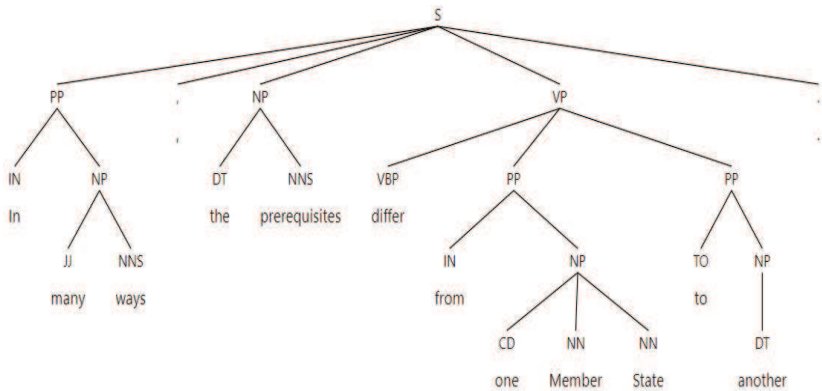 S
PP , NP VP .
, .
IN NP DT NNS VBP PP PP
In the prerequisites differ
JJ NNS IN NP TO NP
many ways from to
CD NN NN DT
one Member State another